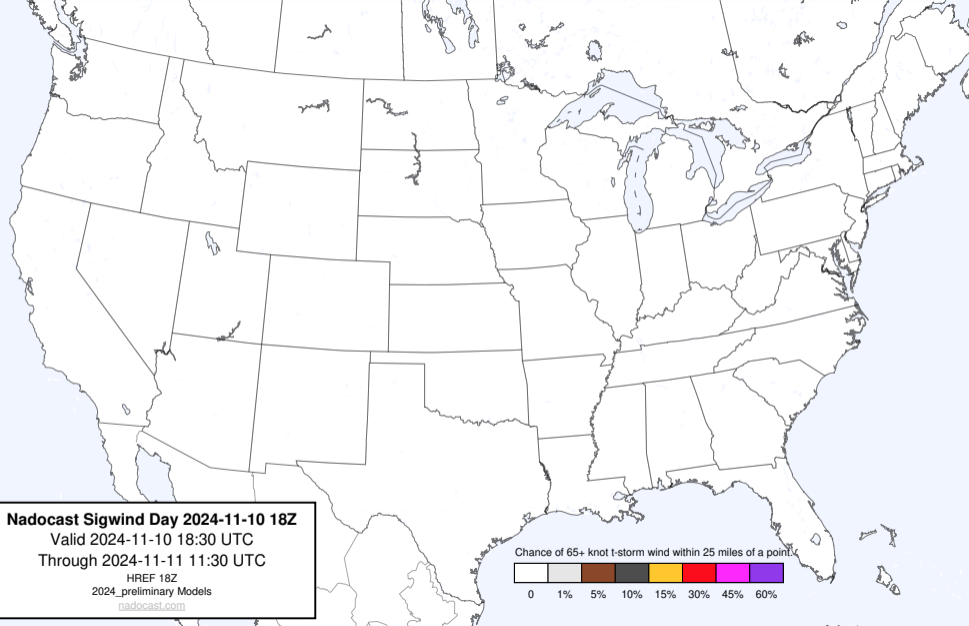 Nadocast Sigwind Day 2024-11-10 18Z
Valid 2024-11-10 18:30 UTC
Through 2024-11-11 11:30 UTC
HREF 18Z
2024_preliminary Models
nadocast.com
Chance of 65+ knot t-storm wind within 25 miles of a point.
0 1% 5% 10% 15% 30% 45% 60%